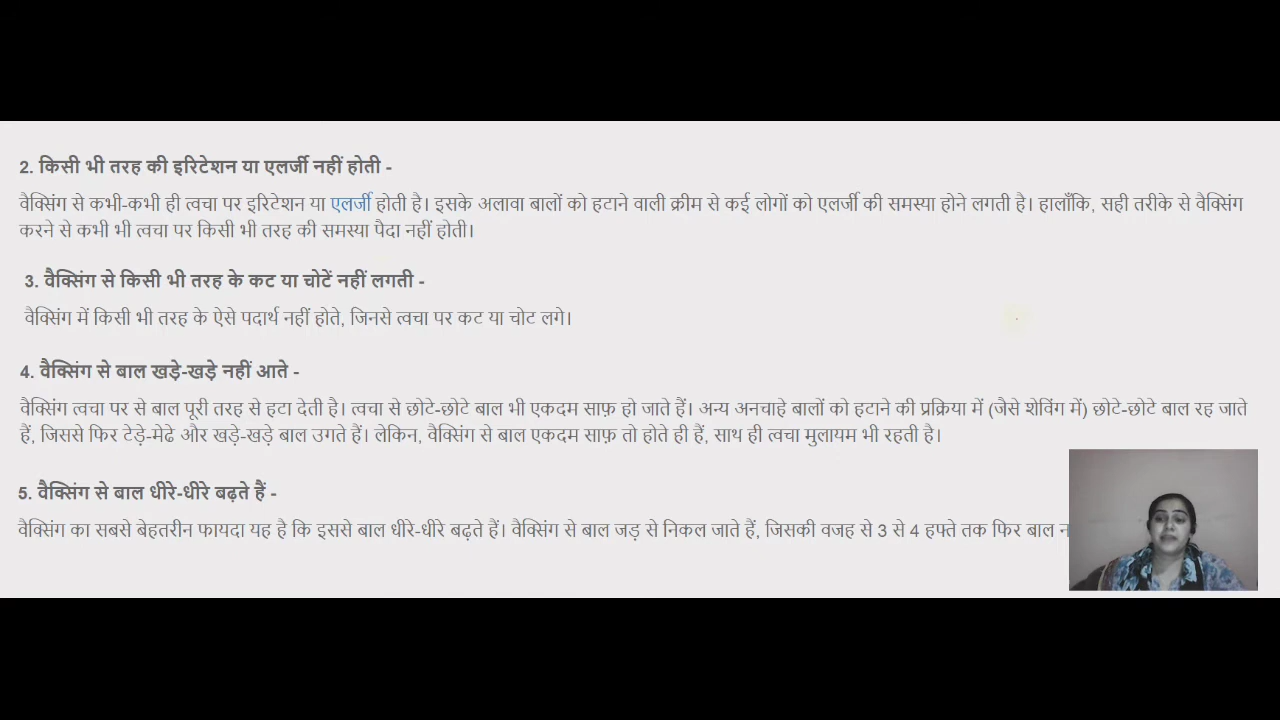 2. किसी भी तरह की इरिटेशन या एलर्जी नहीं होती -
वैक्सिंग से कभी-कभी ही त्वचा पर इरिटेशन या एलर्जी होती है। इसके अलावा बालों को हटाने वाली क्रीम से कई लोगों को एलर्जी की समस्या होने लगती है। हालाँकि, सही तरीके से वैक्सिंग
करने से कभी भी त्वचा पर किसी भी तरह की समस्या पैदा नहीं होती।
3. वैक्सिंग से किसी भी तरह के कट या चोटें नहीं लगती -
वैक्सिंग में किसी भी तरह के ऐसे पदार्थ नहीं होते, जिनसे त्वचा पर कट या चोट लगे।
4. वैक्सिंग से बाल खड़े-खड़े नहीं आते -
वैक्सिंग त्वचा पर से बाल पूरी तरह से हटा देती है। त्वचा से छोटे-छोटे बाल भी एकदम साफ़ हो जाते हैं। अन्य अनचाहे बालों को हटाने की प्रक्रिया में (जैसे शेविंग में) छोटे-छोटे बाल रह जाते
हैं, जिससे फिर टेड़े-मेढे और खड़े-खड़े बाल उगते हैं। लेकिन, वैक्सिंग से बाल एकदम साफ़ तो होते ही हैं, साथ ही त्वचा मुलायम भी रहती है।
5. वैक्सिंग से बाल धीरे-धीरे बढ़ते हैं -
वैक्सिंग का सबसे बेहतरीन फायदा यह है कि इससे बाल धीरे-धीरे बढ़ते हैं। वैक्सिंग से बाल जड़ से निकल जाते हैं, जिसकी वजह से 3 से 4 हफ्ते तक फिर बाल